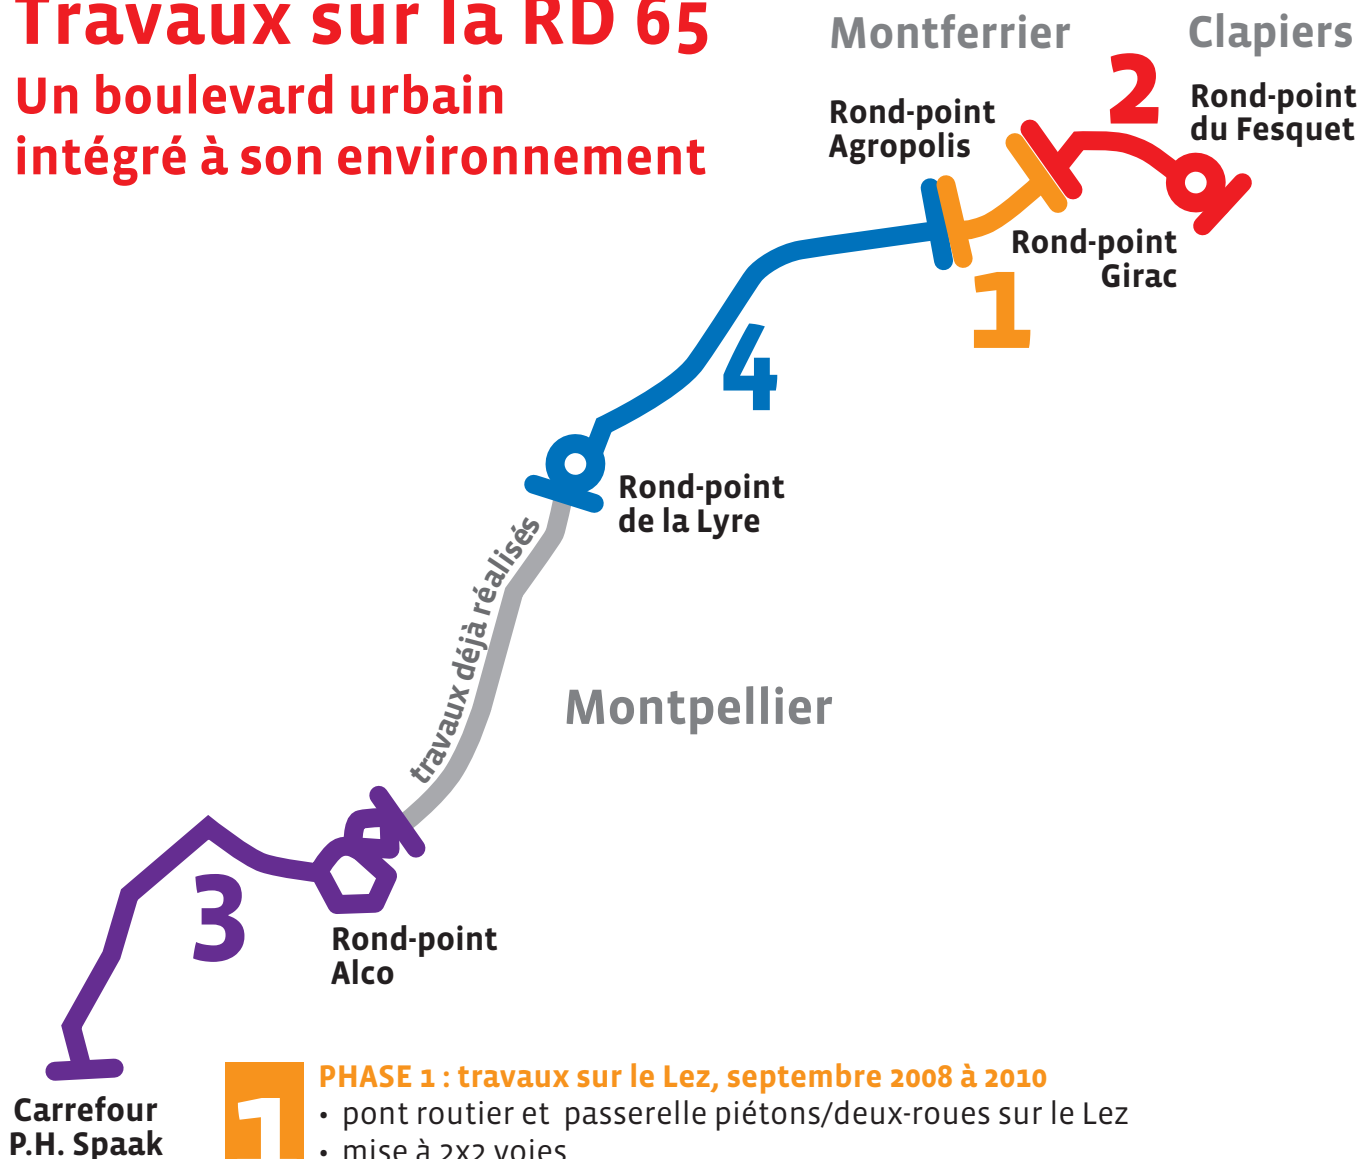 Travaux sur la RD 65
Un boulevard urbain
intégré à son environnement
Montferrier
Clapiers
Rond-point
Agropolis
2
Rond-point
du Fesquet
Rond-point
Girac
1
4
Rond-point
de la Lyre
travaux déjà réalisés
Montpellier
3
Rond-point
Alco
Carrefour
P.H. Spaak
1
PHASE 1 : travaux sur le Lez, septembre 2008 à 2010
• pont routier et passerelle piétons/deux-roues sur le Lez
• mise à 2x2 voies